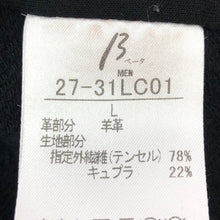 β
ベータ
MEN
27-31LC01
L
革部分 羊革
生地部分
指定外繊維(テンセル) 78%
キュプラ 22%